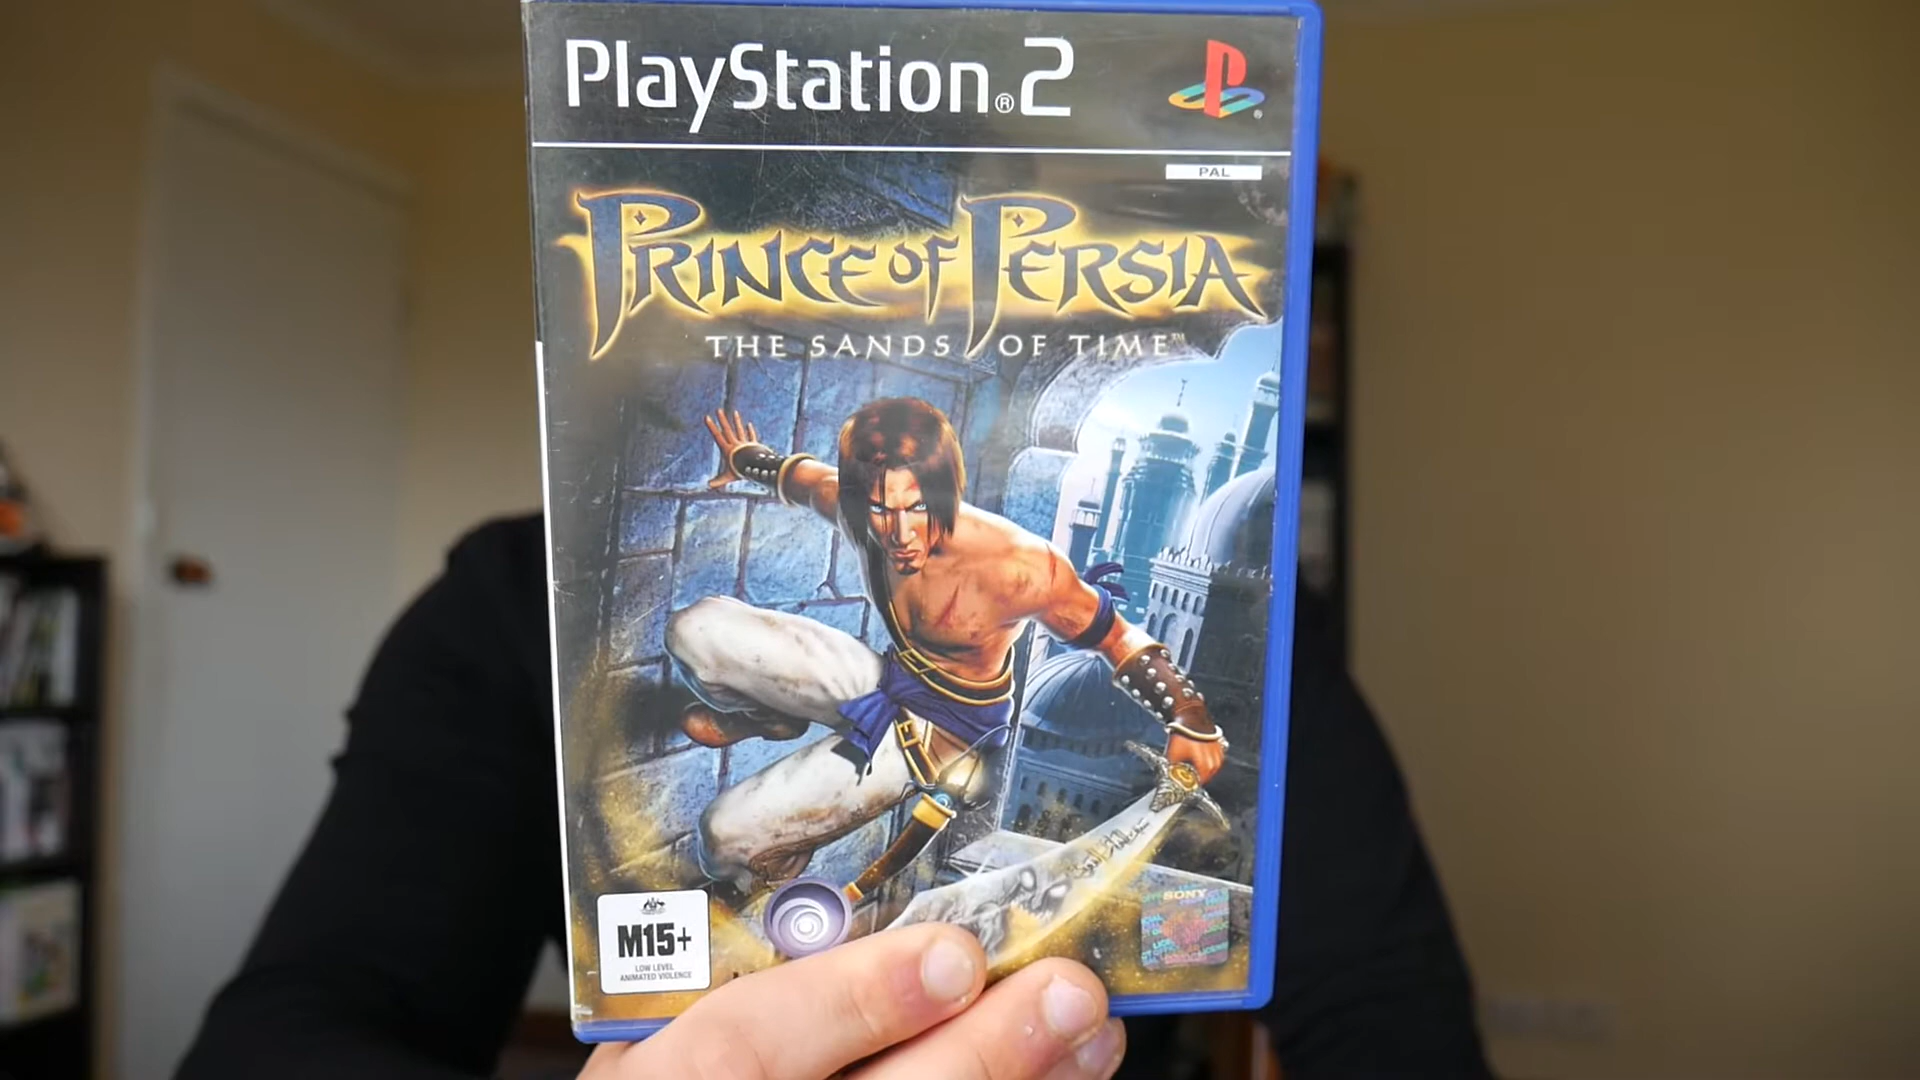 PlayStation®2
PAL
PRINCE OF PERSIA
THE SANDS OF TIME™
M15+
LOW LEVEL
ANIMATED VIOLENCE
SONY